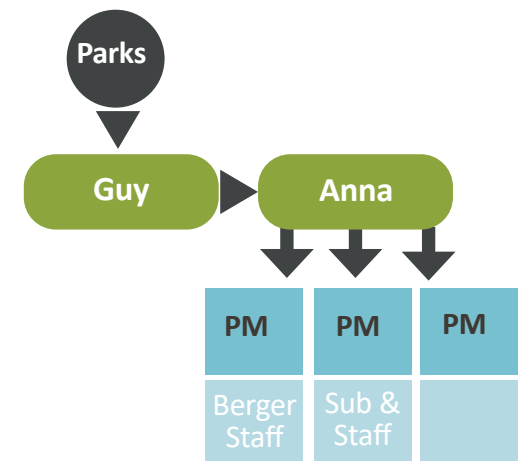 Parks
Guy
Anna
PM
PM
PM
Berger
Staff
Sub &
Staff